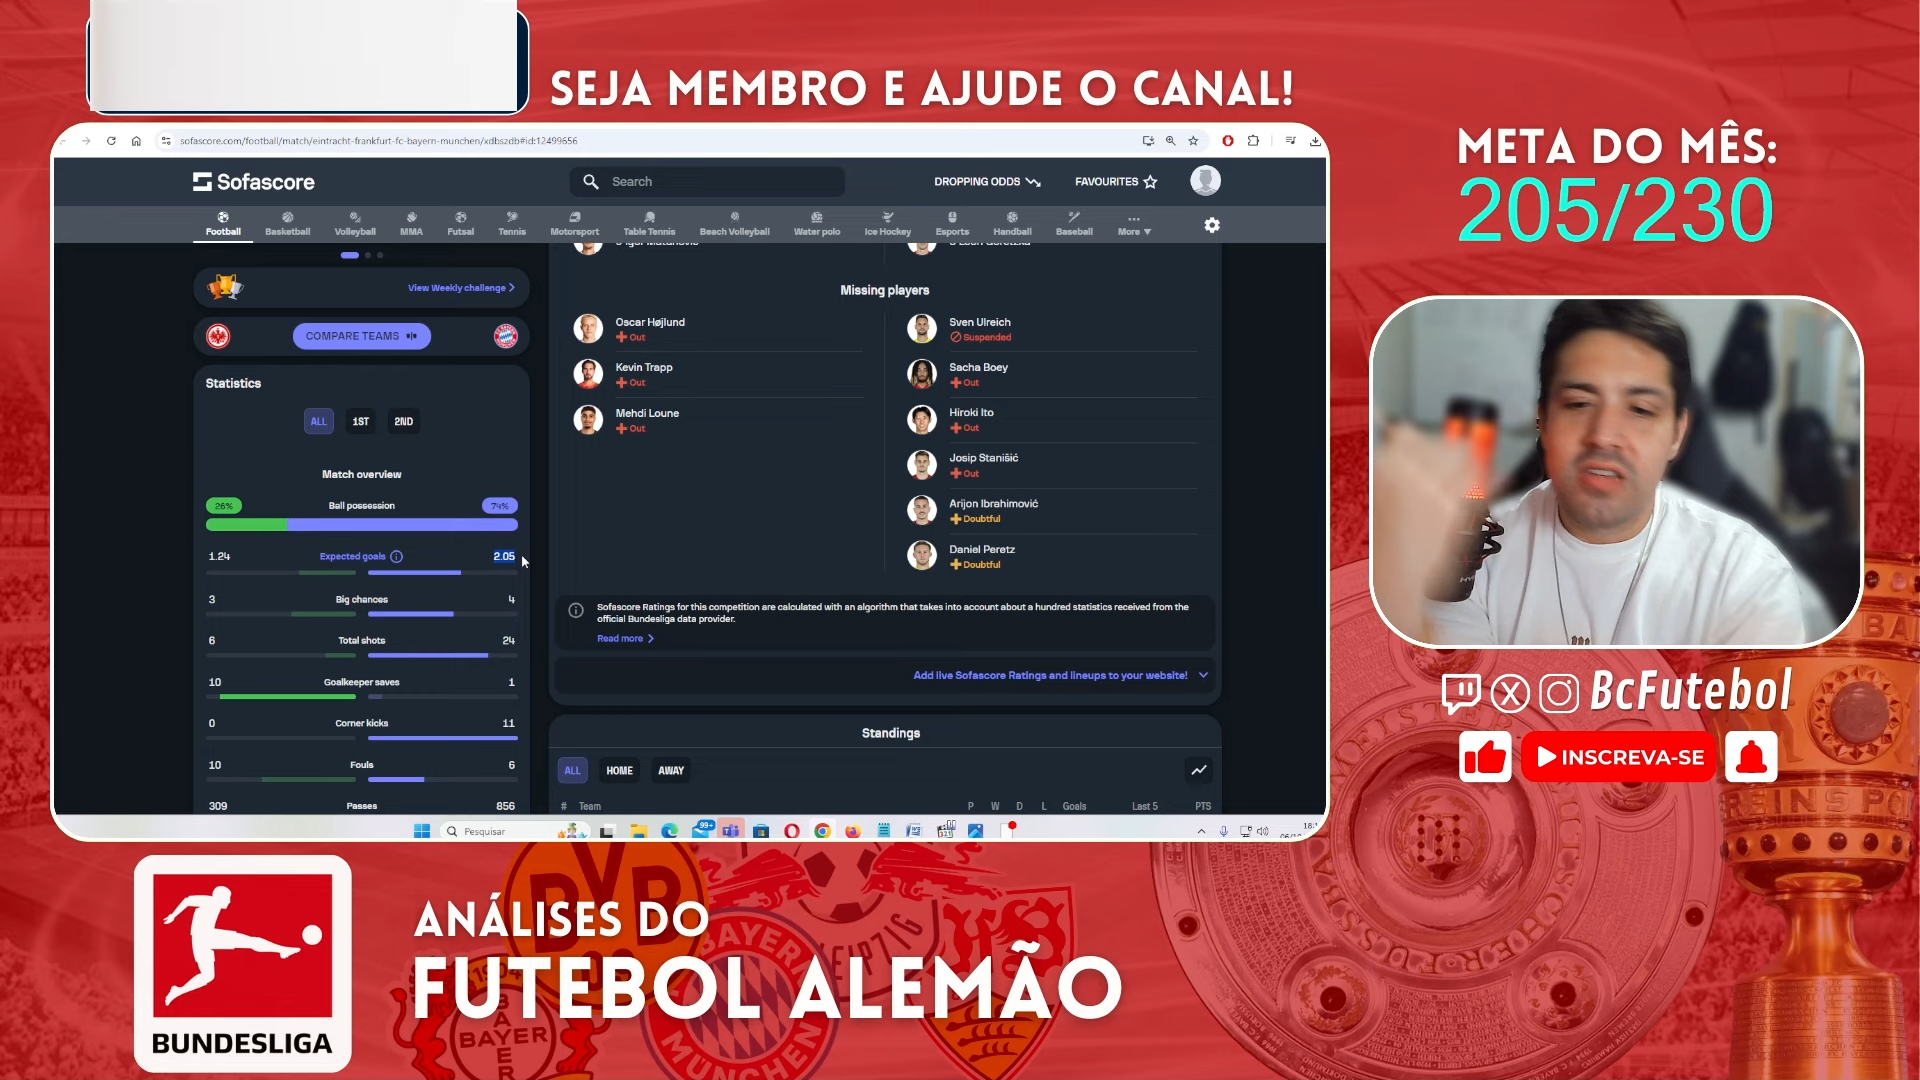 SEJA MEMBRO E AJUDE O CANAL!
META DO MÊS:
205/230
sofascore.com/football/match/eintracht-frankfurt-fc-bayern-munchen/xdbszdb#id:12499656
Sofascore
Search
DROPPING ODDS
FAVOURITES
Football
Basketball
Volleyball
MMA
Futsal
Tennis
Motorsport
Table Tennis
Beach Volleyball
Water polo
Ice Hockey
Esports
Handball
Baseball
More
View Weekly challenge
COMPARE TEAMS
Statistics
ALL 1ST 2ND
Match overview
26% Ball possession 74%
1.24 Expected goals 2.05
3 Big chances 4
6 Total shots 24
10 Goalkeeper saves 1
0 Corner kicks 11
10 Fouls 6
309 Passes 856
Missing players
Oscar Højlund
Out
Kevin Trapp
Out
Mehdi Loune
Out
Sven Ulreich
Suspended
Sacha Boey
Out
Hiroki Ito
Out
Josip Stanišić
Out
Arijon Ibrahimović
Doubtful
Daniel Peretz
Doubtful
Sofascore Ratings for this competition are calculated with an algorithm that takes into account about a hundred statistics received from the
official Bundesliga data provider.
Read more
Add live Sofascore Ratings and lineups to your website!
Standings
ALL HOME AWAY
# Team P W D L Goals Last 5 PTS
Pesquisar
99+
BcFutebol
INSCREVA-SE
BUNDESLIGA
ANÁLISES DO
FUTEBOL ALEMÃO
BVB
BAYER
BAYERN
MÜNCHEN
LEIPZIG